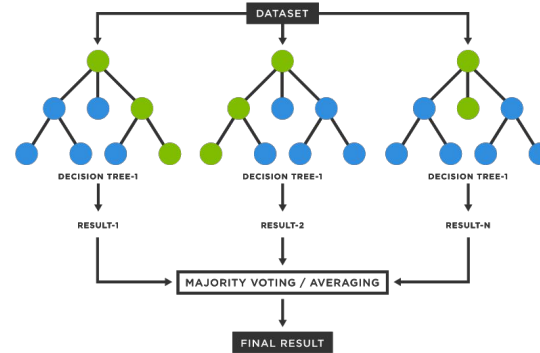 DATASET
DECISION TREE-1
DECISION TREE-1
DECISION TREE-1
RESULT-1
RESULT-2
RESULT-N
MAJORITY VOTING / AVERAGING
FINAL RESULT